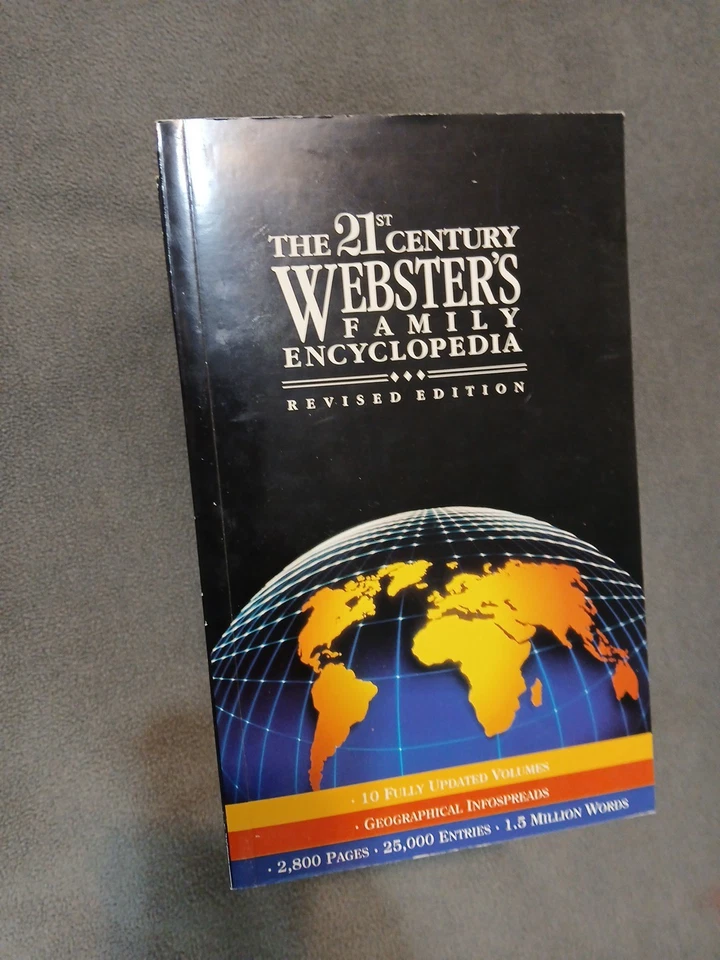 THE 21ST CENTURY
WEBSTER'S
FAMILY
ENCYCLOPEDIA
REVISED EDITION
· 10 FULLY UPDATED VOLUMES
· GEOGRAPHICAL INFOSPREADS
· 2,800 PAGES · 25,000 ENTRIES · 1.5 MILLION WORDS